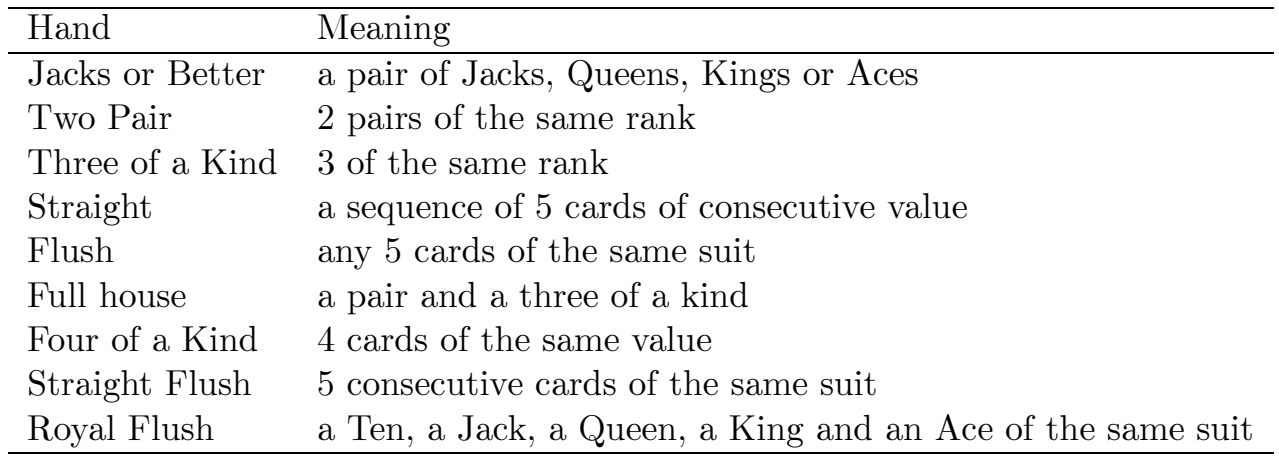 Hand Meaning
Jacks or Better a pair of Jacks, Queens, Kings or Aces
Two Pair 2 pairs of the same rank
Three of a Kind 3 of the same rank
Straight a sequence of 5 cards of consecutive value
Flush any 5 cards of the same suit
Full house a pair and a three of a kind
Four of a Kind 4 cards of the same value
Straight Flush 5 consecutive cards of the same suit
Royal Flush a Ten, a Jack, a Queen, a King and an Ace of the same suit